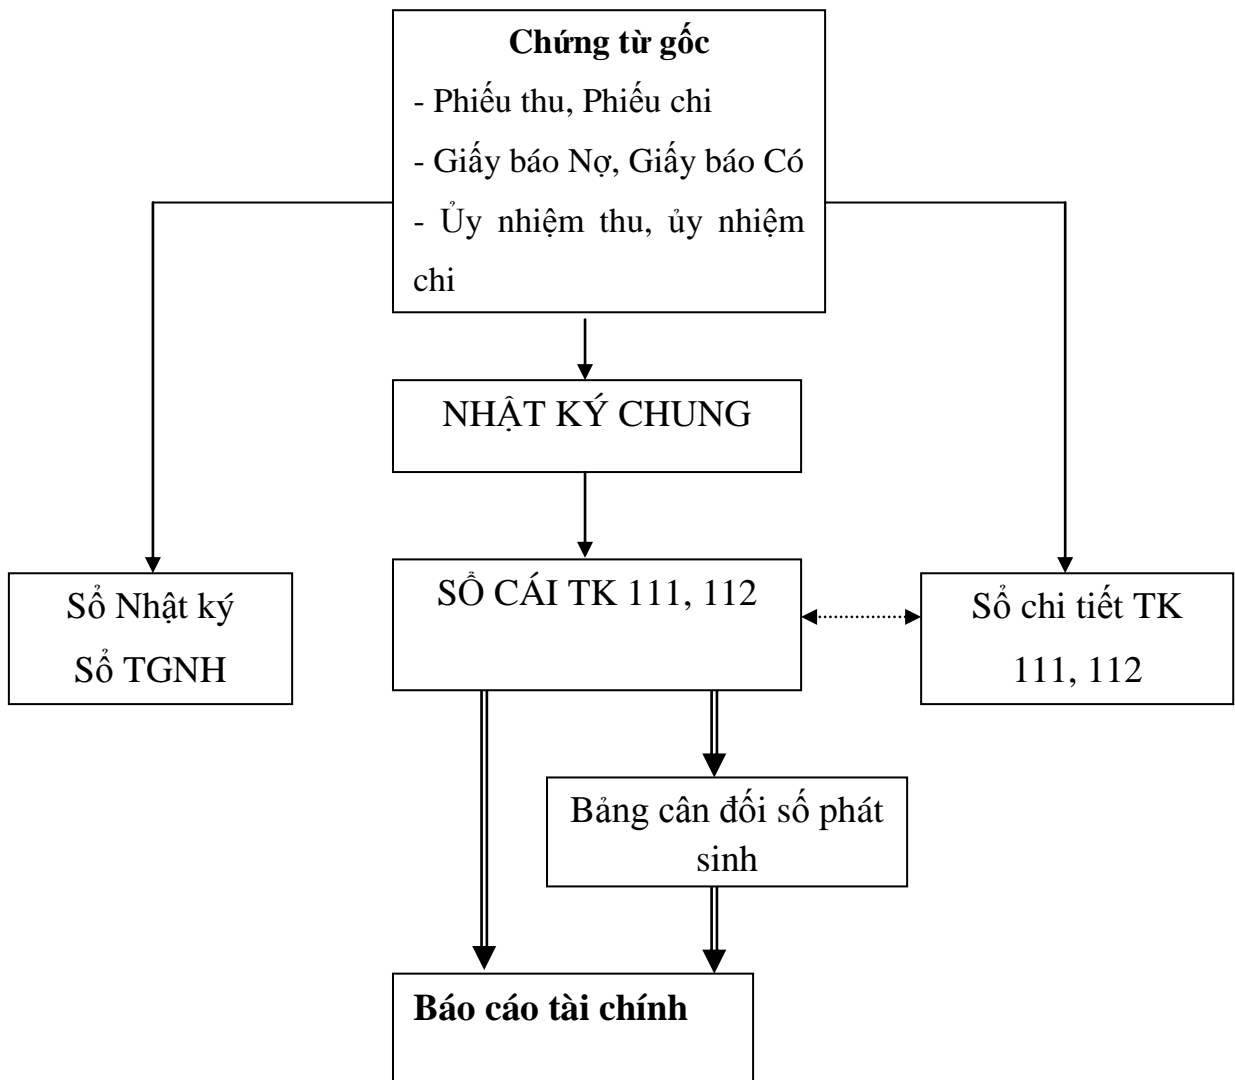 Chứng từ gốc
- Phiếu thu, Phiếu chi
- Giấy báo Nợ, Giấy báo Có
- Ủy nhiệm thu, ủy nhiệm
chi
NHẬT KÝ CHUNG
Sổ Nhật ký
Sổ TGNH
SỔ CÁI TK 111, 112
Sổ chi tiết TK
111, 112
Bảng cân đối số phát
sinh
Báo cáo tài chính